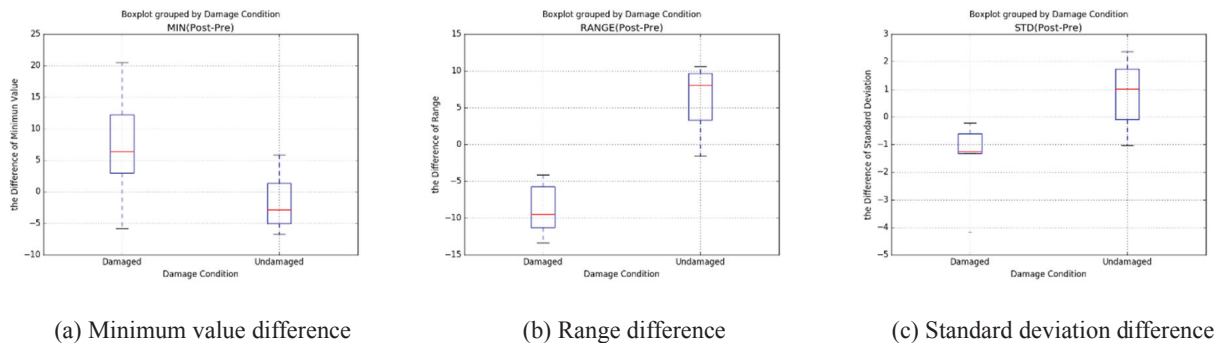 Boxplot grouped by Damage Condition
MIN(Post-Pre)
the Difference of Minimun Value
25
20
15
10
5
0
−5
−10
Damaged
Undamaged
Damage Condition
(a) Minimum value difference
Boxplot grouped by Damage Condition
RANGE(Post-Pre)
the Difference of Range
15
10
5
0
−5
−10
−15
Damaged
Undamaged
Damage Condition
(b) Range difference
Boxplot grouped by Damage Condition
STD(Post-Pre)
the Difference of Standard Deviation
3
2
1
0
−1
−2
−3
−4
−5
Damaged
Undamaged
Damage Condition
(c) Standard deviation difference